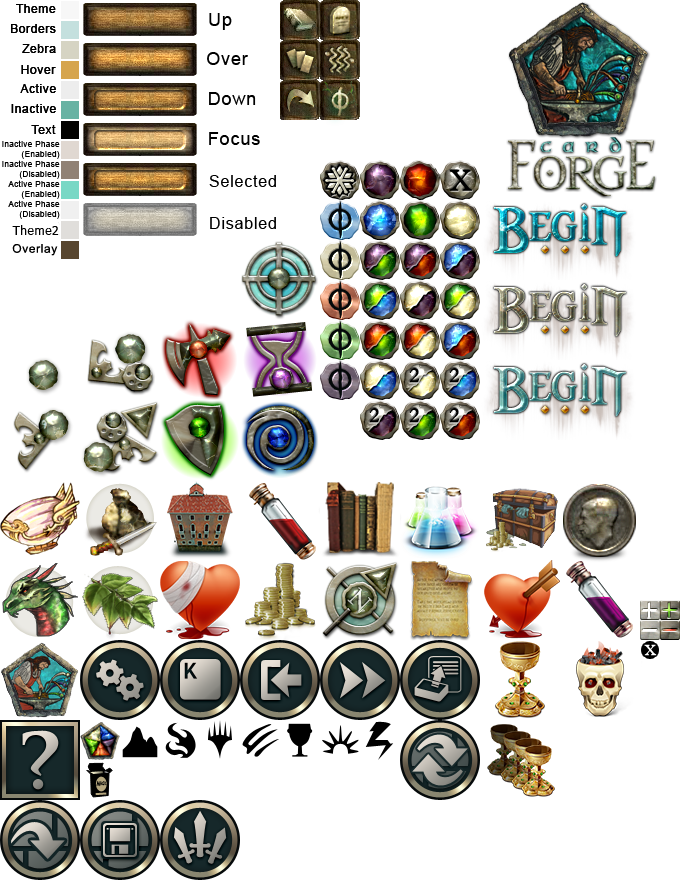 Theme
Borders
Zebra
Hover
Active
Inactive
Text
Inactive Phase
(Enabled)
Inactive Phase
(Disabled)
Active Phase
(Enabled)
Active Phase
(Disabled)
Theme2
Overlay
Up
Over
Down
Focus
Selected
Disabled
card
FORGE
X
BEGIN
BEGIN
BEGIN
2
2
2
2
2
X
K
?